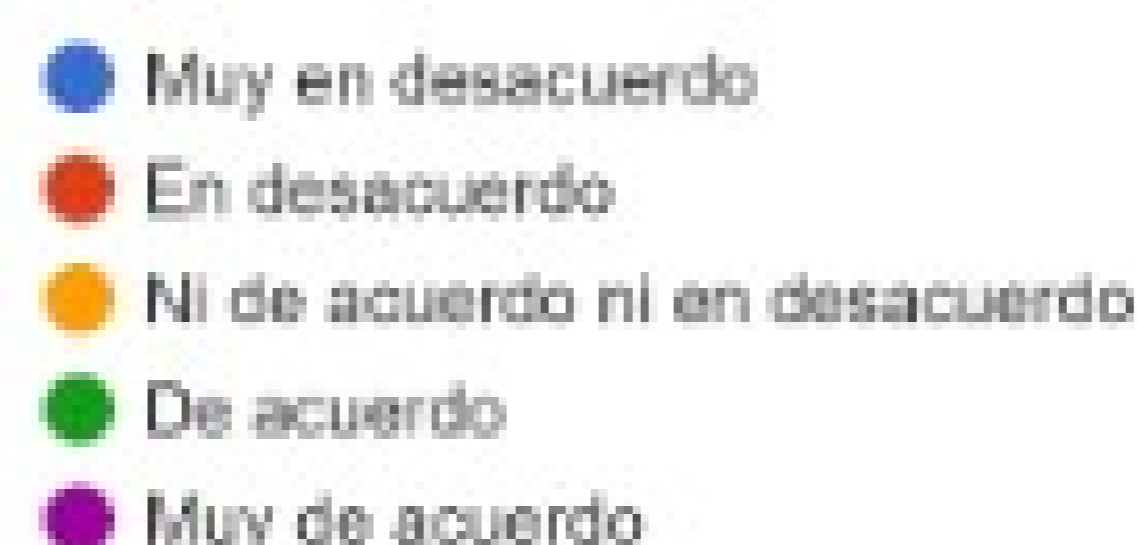 Muy en desacuerdo
En desacuerdo
Ni de acuerdo ni en desacuerdo
De acuerdo
Muy de acuerdo